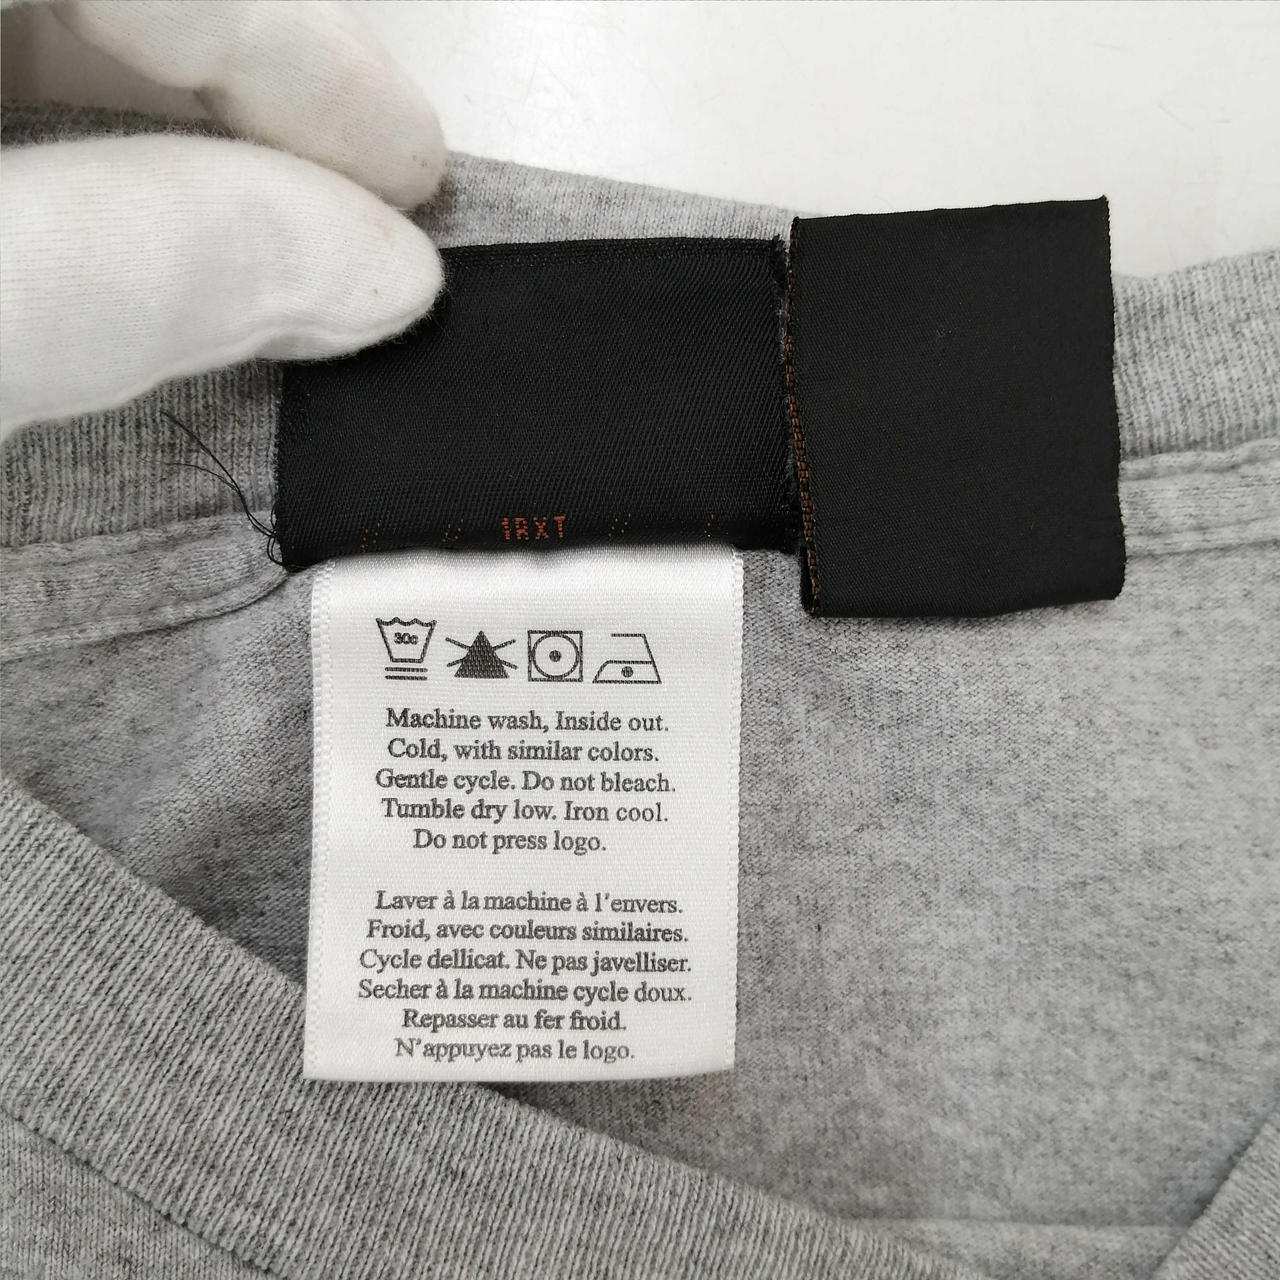 1RXT
30c
Machine wash, Inside out.
Cold, with similar colors.
Gentle cycle. Do not bleach.
Tumble dry low. Iron cool.
Do not press logo.
Laver à la machine à l'envers.
Froid, avec couleurs similaires.
Cycle dellicat. Ne pas javelliser.
Secher à la machine cycle doux.
Repasser au fer froid.
N'appuyez pas le logo.